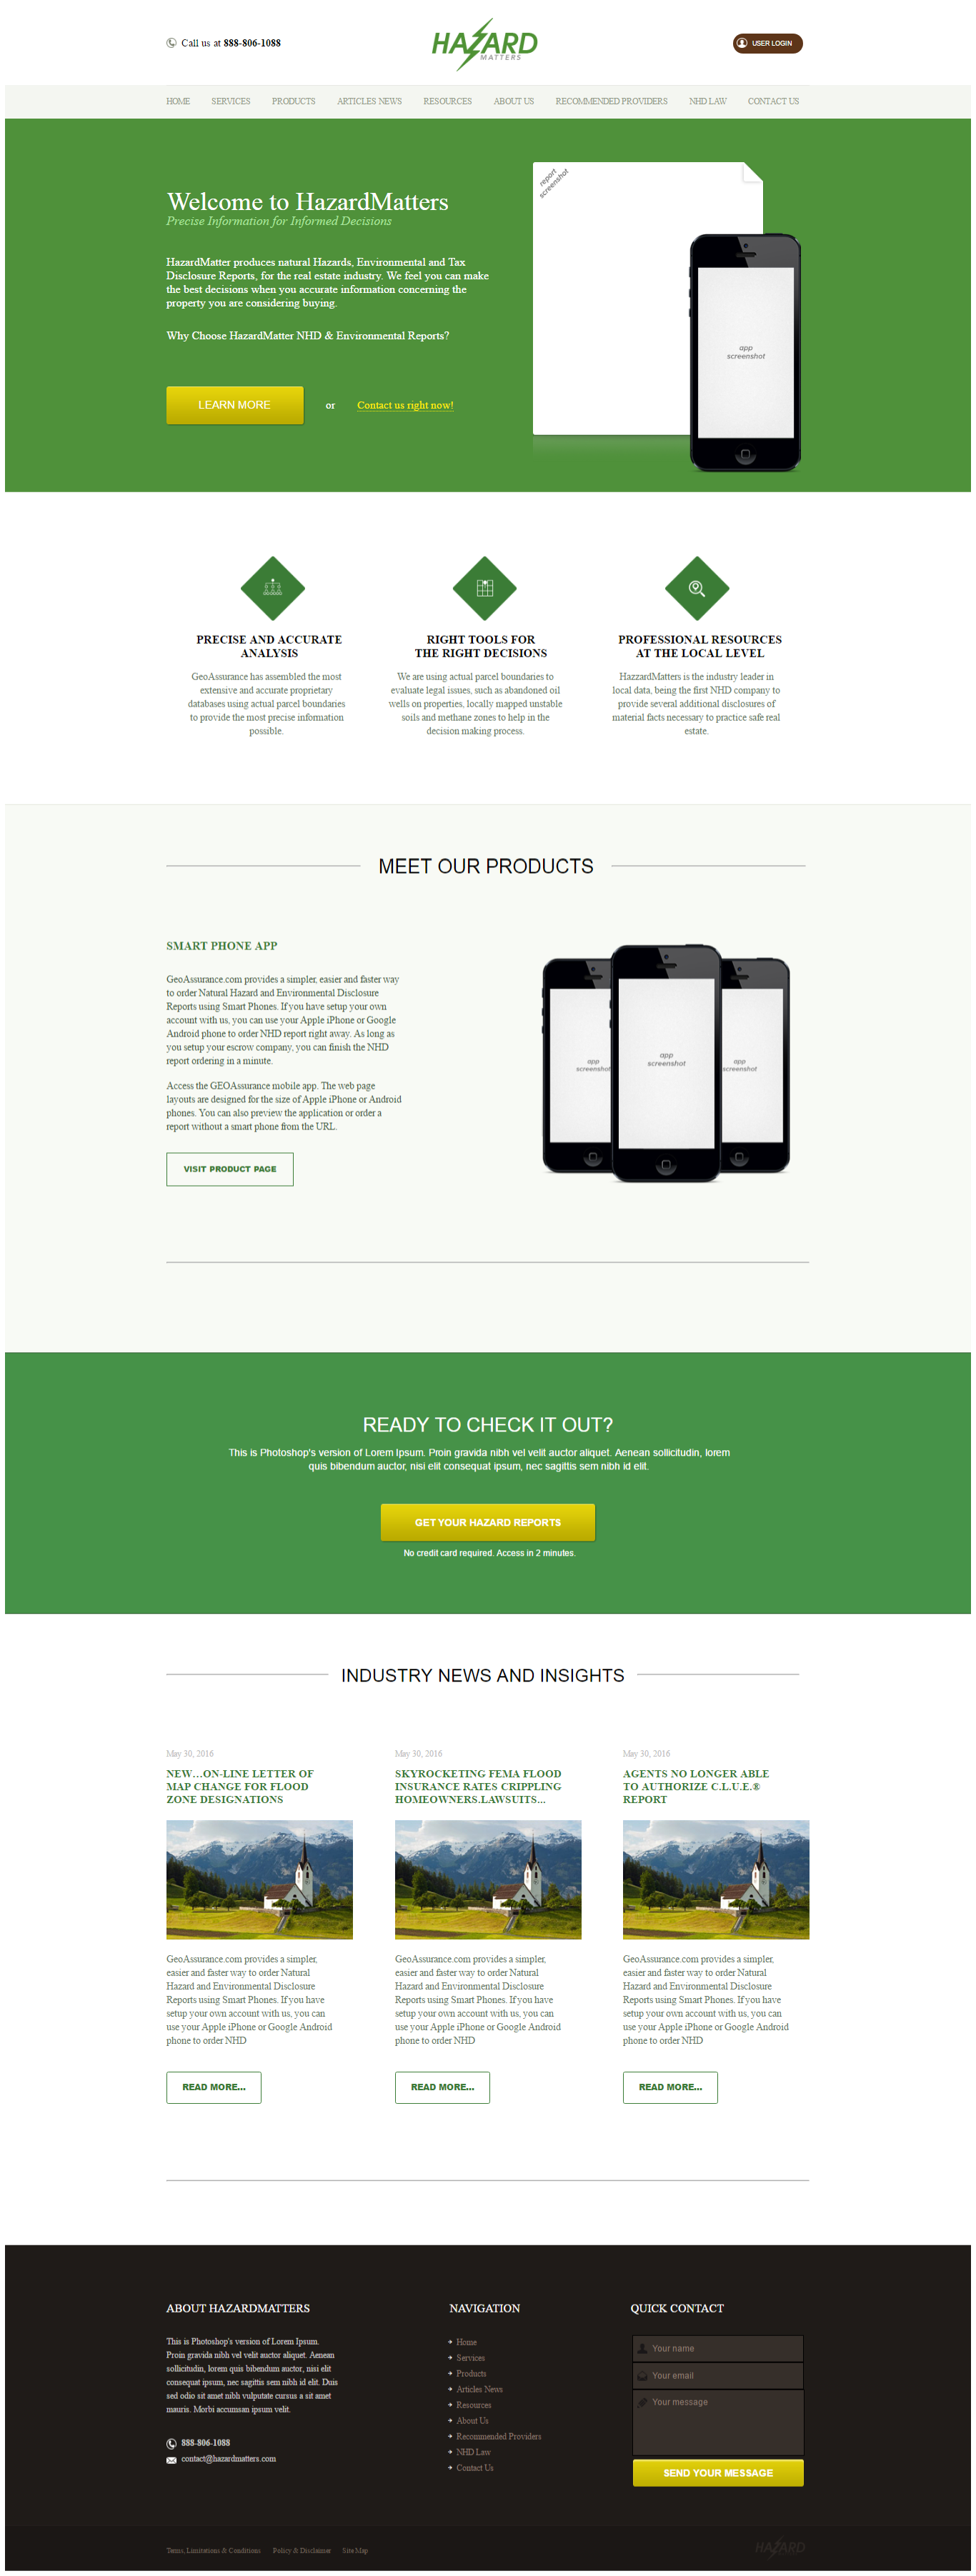 Call us at 888-806-1088
HAZARD
MATTERS
USER LOGIN
HOME SERVICES PRODUCTS ARTICLES NEWS RESOURCES ABOUT US RECOMMENDED PROVIDERS NHD LAW CONTACT US
Welcome to HazardMatters
Precise Information for Informed Decisions
HazardMatter produces natural Hazards, Environmental and Tax
Disclosure Reports, for the real estate industry. We feel you can make
the best decisions when you accurate information concerning the
property you are considering buying.
Why Choose HazardMatter NHD & Environmental Reports?
LEARN MORE or Contact us right now!
report
screenshot
app
screenshot
PRECISE AND ACCURATE
ANALYSIS
GeoAssurance has assembled the most
extensive and accurate proprietary
databases using actual parcel boundaries
to provide the most precise information
possible.
RIGHT TOOLS FOR
THE RIGHT DECISIONS
We are using actual parcel boundaries to
evaluate legal issues, such as abandoned oil
wells on properties, locally mapped unstable
soils and methane zones to help in the
decision making process.
PROFESSIONAL RESOURCES
AT THE LOCAL LEVEL
HazzardMatters is the industry leader in
local data, being the first NHD company to
provide several additional disclosures of
material facts necessary to practice safe real
estate.
MEET OUR PRODUCTS
SMART PHONE APP
GeoAssurance.com provides a simpler, easier and faster way
to order Natural Hazard and Environmental Disclosure
Reports using Smart Phones. If you have setup your own
account with us, you can use your Apple iPhone or Google
Android phone to order NHD report right away. As long as
you setup your escrow company, you can finish the NHD
report ordering in a minute.
Access the GEOAssurance mobile app. The web page
layouts are designed for the size of Apple iPhone or Android
phones. You can also preview the application or order a
report without a smart phone from the URL.
VISIT PRODUCT PAGE
app
screenshot
app
screenshot
app
screenshot
READY TO CHECK IT OUT?
This is Photoshop's version of Lorem Ipsum. Proin gravida nibh vel velit auctor aliquet. Aenean sollicitudin, lorem
quis bibendum auctor, nisi elit consequat ipsum, nec sagittis sem nibh id elit.
GET YOUR HAZARD REPORTS
No credit card required. Access in 2 minutes.
INDUSTRY NEWS AND INSIGHTS
May 30, 2016
NEW...ON-LINE LETTER OF
MAP CHANGE FOR FLOOD
ZONE DESIGNATIONS
GeoAssurance.com provides a simpler,
easier and faster way to order Natural
Hazard and Environmental Disclosure
Reports using Smart Phones. If you have
setup your own account with us, you can
use your Apple iPhone or Google Android
phone to order NHD
READ MORE...
May 30, 2016
SKYROCKETING FEMA FLOOD
INSURANCE RATES CRIPPLING
HOMEOWNERS.LAWSUITS...
GeoAssurance.com provides a simpler,
easier and faster way to order Natural
Hazard and Environmental Disclosure
Reports using Smart Phones. If you have
setup your own account with us, you can
use your Apple iPhone or Google Android
phone to order NHD
READ MORE...
May 30, 2016
AGENTS NO LONGER ABLE
TO AUTHORIZE C.L.U.E.®
REPORT
GeoAssurance.com provides a simpler,
easier and faster way to order Natural
Hazard and Environmental Disclosure
Reports using Smart Phones. If you have
setup your own account with us, you can
use your Apple iPhone or Google Android
phone to order NHD
READ MORE...
ABOUT HAZARDMATTERS
This is Photoshop's version of Lorem Ipsum.
Proin gravida nibh vel velit auctor aliquet. Aenean
sollicitudin, lorem quis bibendum auctor, nisi elit
consequat ipsum, nec sagittis sem nibh id elit. Duis
sed odio sit amet nibh vulputate cursus a sit amet
mauris. Morbi accumsan ipsum velit.
888-806-1088
contact@hazardmatters.com
NAVIGATION
Home
Services
Products
Articles News
Resources
About Us
Recommended Providers
NHD Law
Contact Us
QUICK CONTACT
Your name
Your email
Your message
SEND YOUR MESSAGE
Terms, Limitations & Conditions Policy & Disclaimer Site Map
HAZARD